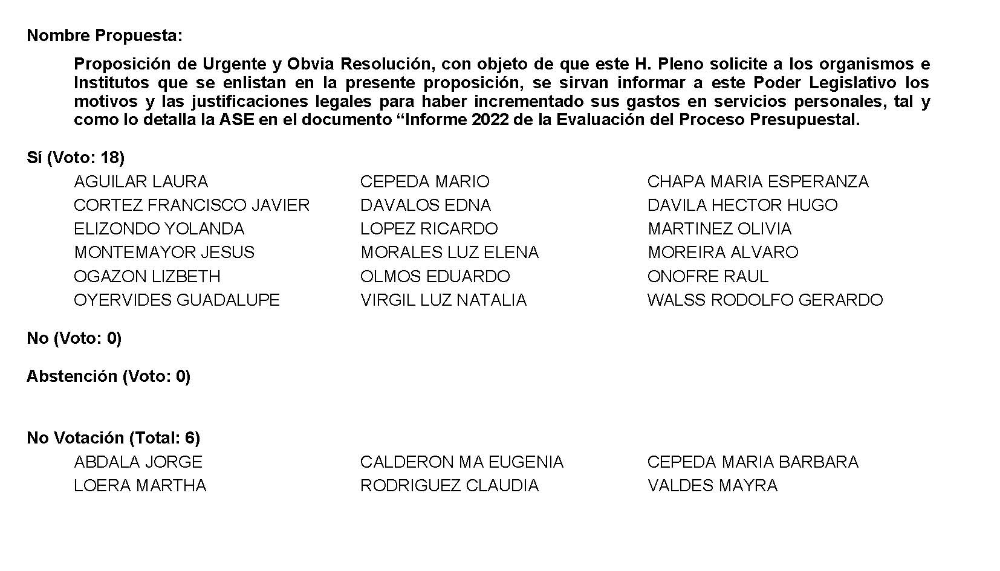 Nombre Propuesta:
Proposición de Urgente y Obvia Resolución, con objeto de que este H. Pleno solicite a los organismos e
Institutos que se enlistan en la presente proposición, se sirvan informar a este Poder Legislativo los
motivos y las justificaciones legales para haber incrementado sus gastos en servicios personales, tal y
como lo detalla la ASE en el documento “Informe 2022 de la Evaluación del Proceso Presupuestal.
Sí (Voto: 18)
AGUILAR LAURA CEPEDA MARIO CHAPA MARIA ESPERANZA
CORTEZ FRANCISCO JAVIER DAVALOS EDNA DAVILA HECTOR HUGO
ELIZONDO YOLANDA LOPEZ RICARDO MARTINEZ OLIVIA
MONTEMAYOR JESUS MORALES LUZ ELENA MOREIRA ALVARO
OGAZON LIZBETH OLMOS EDUARDO ONOFRE RAUL
OYERVIDES GUADALUPE VIRGIL LUZ NATALIA WALSS RODOLFO GERARDO
No (Voto: 0)
Abstención (Voto: 0)
No Votación (Total: 6)
ABDALA JORGE CALDERON MA EUGENIA CEPEDA MARIA BARBARA
LOERA MARTHA RODRIGUEZ CLAUDIA VALDES MAYRA